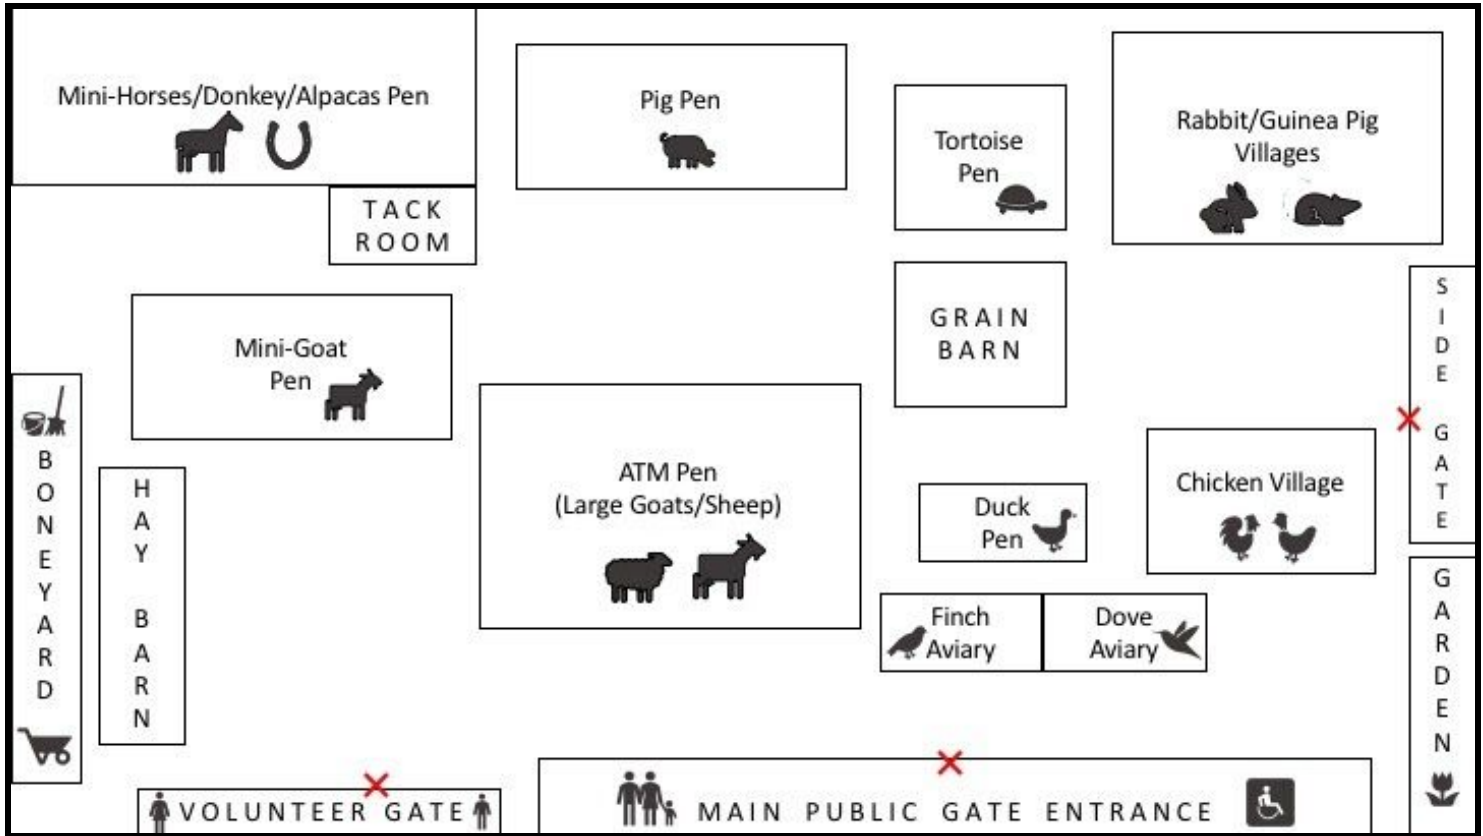 Mini-Horses/Donkey/Alpacas Pen
Pig Pen
Tortoise
Pen
Rabbit/Guinea Pig
Villages
TACK
ROOM
Mini-Goat
Pen
GRAIN
BARN
SIDE GATE
BONEYARD
HAY BARN
ATM Pen
(Large Goats/Sheep)
Duck
Pen
Chicken Village
Finch
Aviary
Dove
Aviary
GARDEN
VOLUNTEER GATE
MAIN PUBLIC GATE ENTRANCE